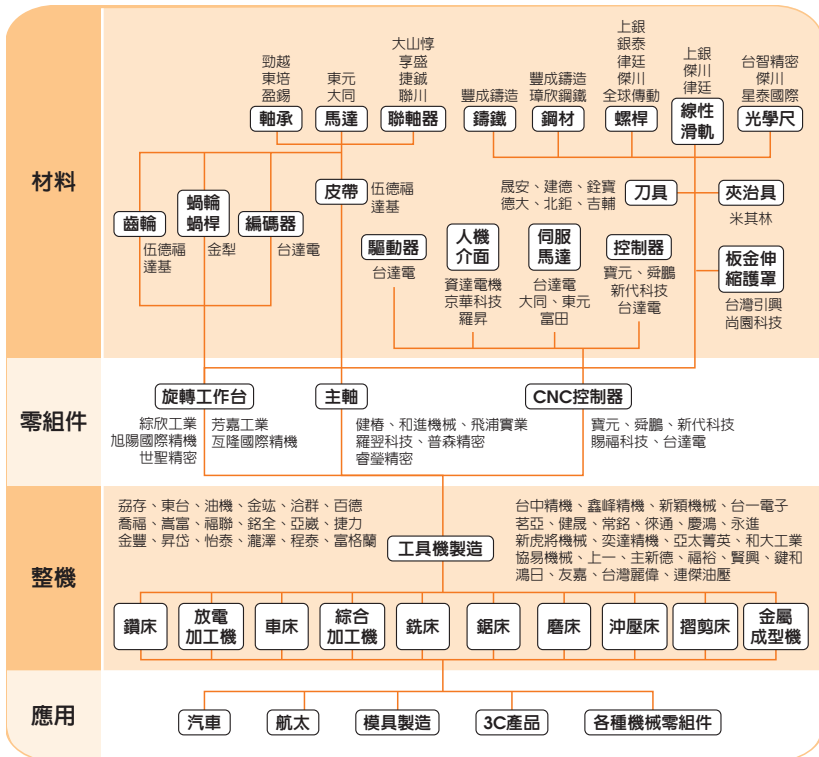 材料
勁越
東培
盈錫
軸承
東元
大同
馬達
大山惇
享盛
捷鋮
聯川
聯軸器
豐成鑄造
鑄鐵
豐成鑄造
璋欣鋼鐵
鋼材
上銀
銀泰
律廷
傑川
全球傳動
螺桿
上銀
傑川
律廷
線性
滑軌
台智精密
傑川
星泰國際
光學尺
齒輪
伍德福
達基
蝸輪
蝸桿
金犁
編碼器
台達電
皮帶
伍德福
達基
晟安、建德、銓寶
德大、北鉅、吉輔
刀具
夾治具
米其林
驅動器
台達電
人機
介面
資達電機
京華科技
羅昇
伺服
馬達
台達電
大同、東元
富田
控制器
寶元、舜鵬
新代科技
台達電
板金伸
縮護罩
台灣引興
尚園科技
零組件
旋轉工作台
綜欣工業
旭陽國際精機
世聖精密
芳嘉工業
亙隆國際精機
主軸
健椿、和進機械、飛浦實業
羅翌科技、普森精密
睿瑩精密
CNC控制器
寶元、舜鵬、新代科技
賜福科技、台達電
整機
刕存、東台、油機、金竑、洽群、百德
喬福、嵩富、福聯、銘全、亞崴、捷力
金豐、昇岱、怡泰、瀧澤、程泰、富格蘭
工具機製造
台中精機、鑫峰精機、新穎機械、台一電子
茗亞、健晟、常銘、徠通、慶鴻、永進
新虎將機械、奕達精機、亞太菁英、和大工業
協易機械、上一、主新德、福裕、賢興、鍵和
鴻日、友嘉、台灣麗偉、連傑油壓
鑽床
放電
加工機
車床
綜合
加工機
銑床
鋸床
磨床
沖壓床
摺剪床
金屬
成型機
應用
汽車
航太
模具製造
3C產品
各種機械零組件